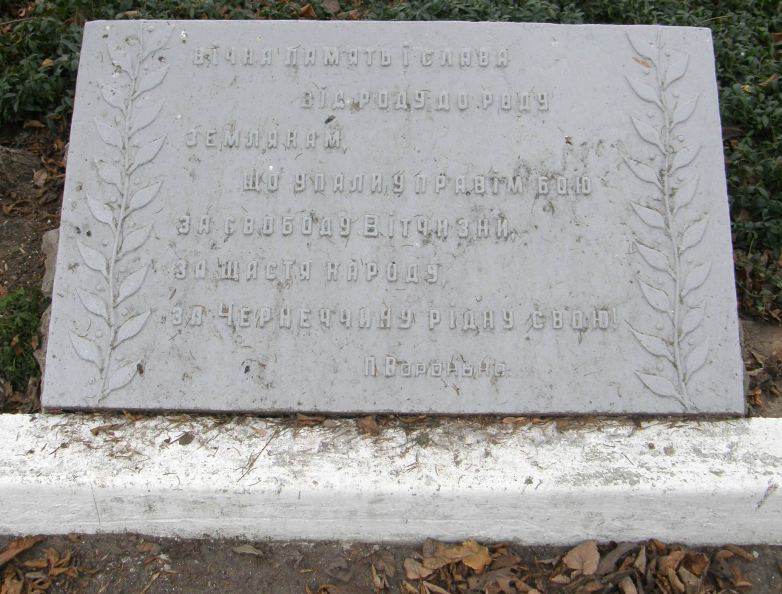 ВІЧНА ПАМЯТЬ І СЛАВА
ВІД РОДУ ДО РОДУ
ЗЕМЛЯКАМ,
ЩО УПАЛИ У ПРАВІМ БОЮ
ЗА СВОБОДУ ВІТЧИЗНИ,
ЗА ЩАСТЯ НАРОДУ,
ЗА ЧЕРНЕЧЧИНУ РІДНУ СВОЮ!
П. ВОРОНЬКО